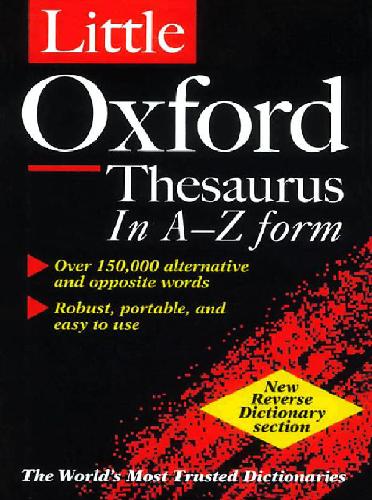 Little
Oxford
Thesaurus
In A–Z form
Over 150,000 alternative
and opposite words
Robust, portable, and
easy to use
New
Reverse
Dictionary
section
The World's Most Trusted Dictionaries